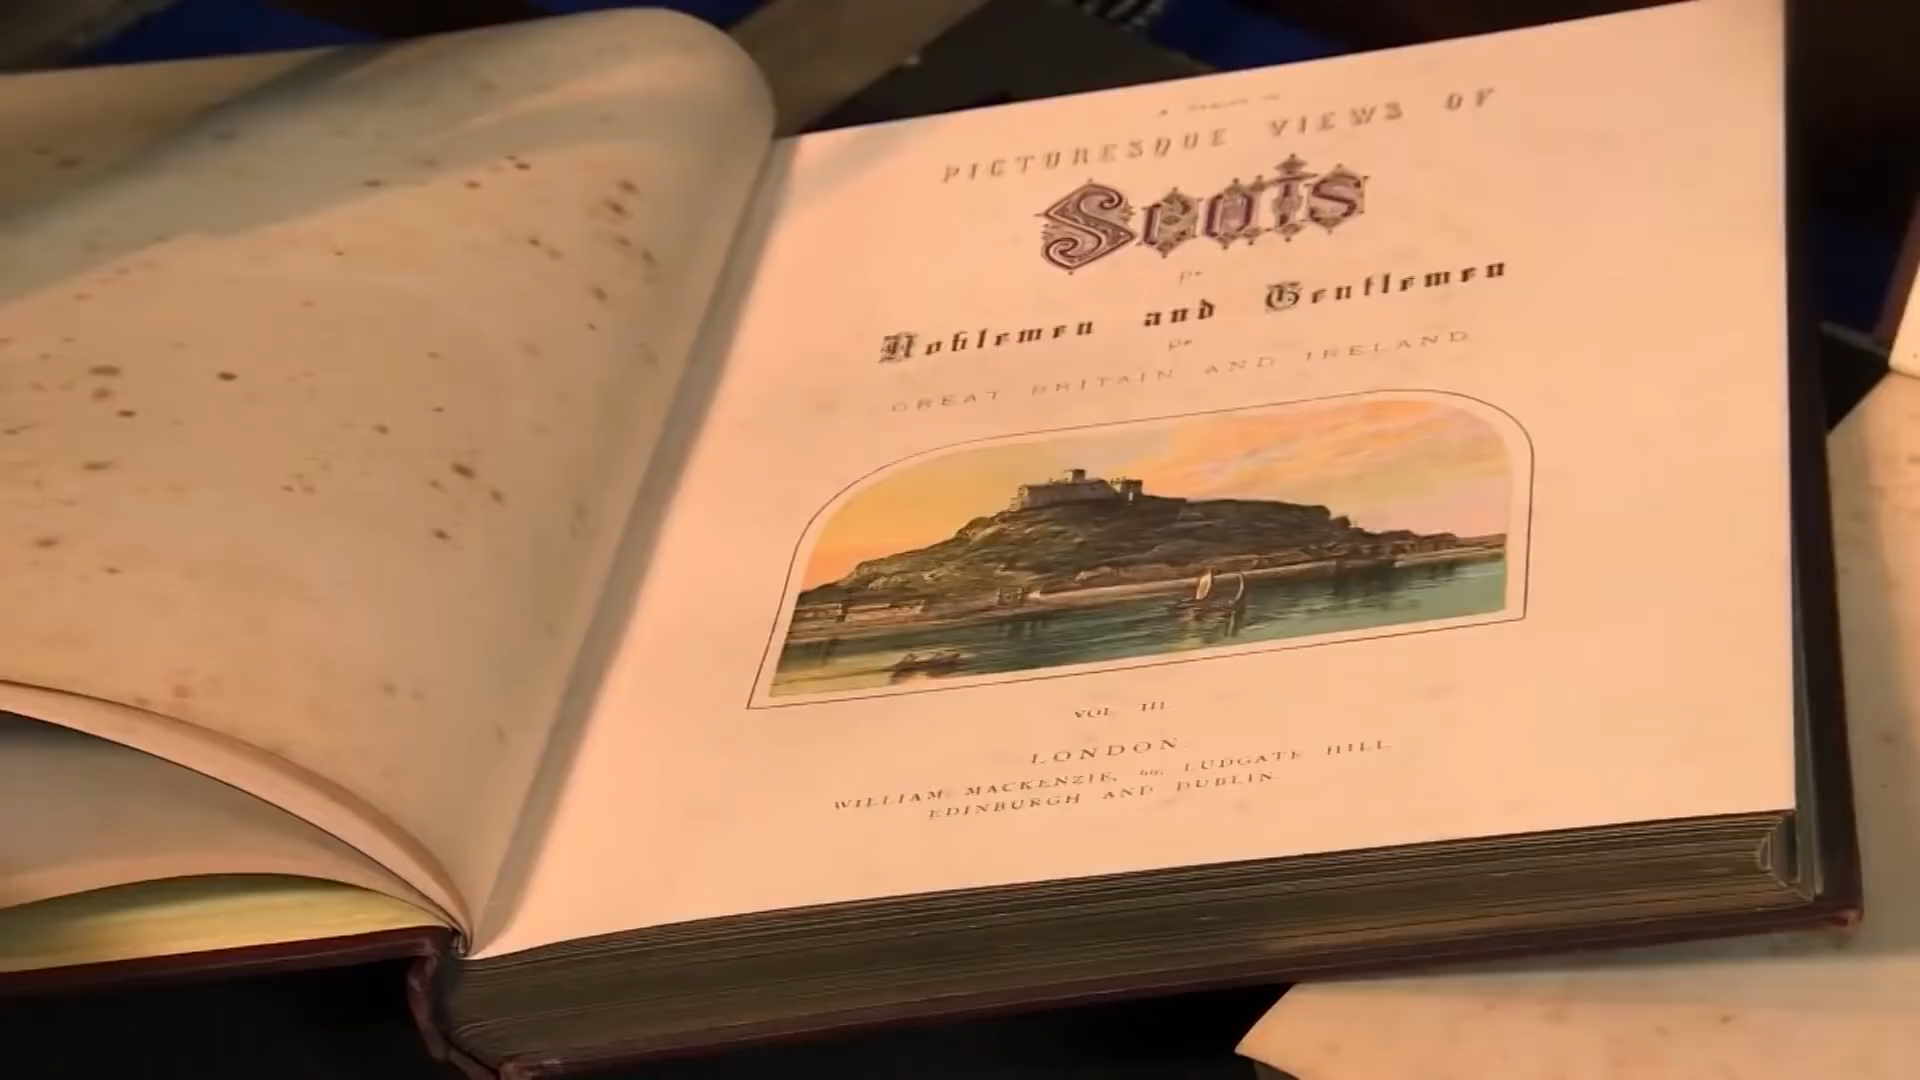 PICTURESQUE VIEWS OF
Seats
Noblemen and Gentlemen
GREAT BRITAIN AND IRELAND
VOL. III.
LONDON
WILLIAM MACKENZIE, 69, LUDGATE HILL
EDINBURGH AND DUBLIN.